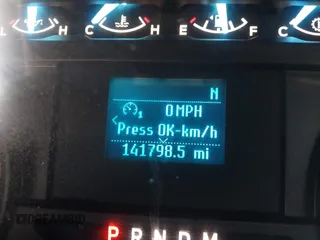 L H C H E F C H
N
0 MPH
Press OK-km/h
141798.5 mi
P R N D M